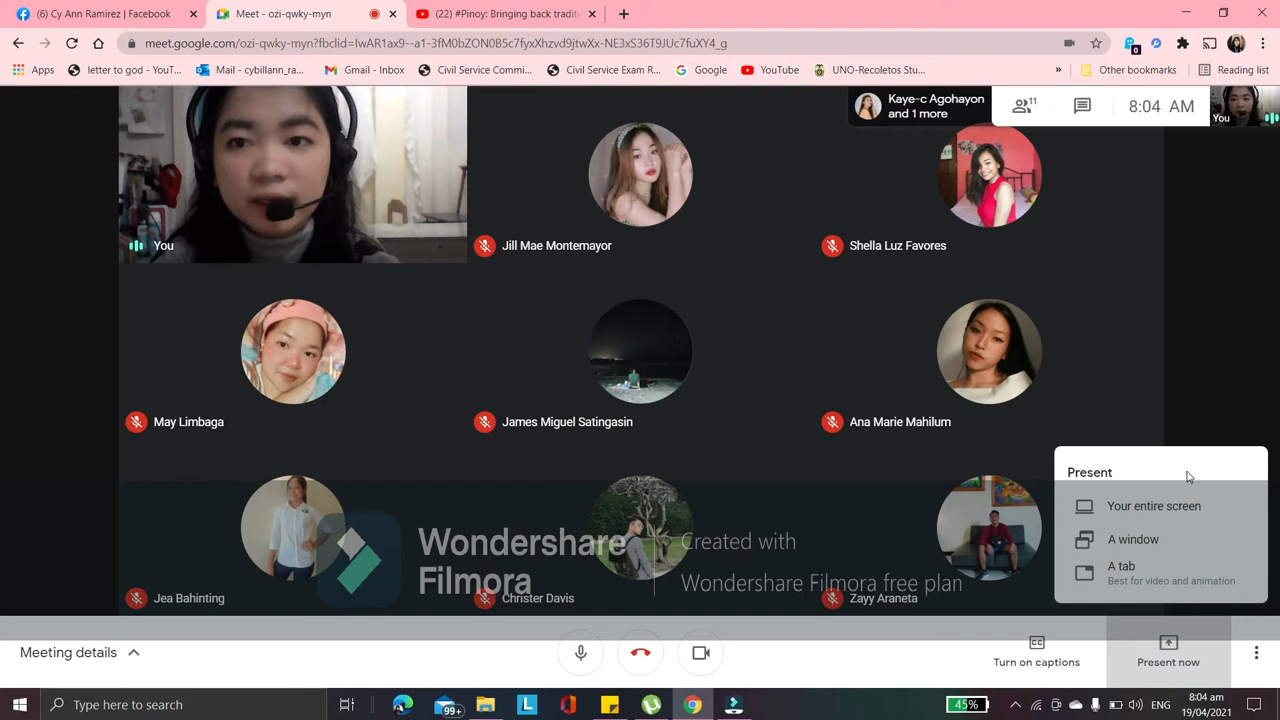 (6) Cy Ann Ramirez | Facebook
Meet - ozi-qwky-myn
(22) #Pinoy: Bringing back traditi
meet.google.com/ozi-qwky-myn?fbclid=IwAR1ax9--a1-3fM0bZON0B5c7fyxXhzvd9jtwXx-NE3xS36T9JUc7fuXY4_g
0
Apps
letter to god - YouT...
Mail - cybillann_ra...
Gmail - Inbox
Civil Service Commi...
Civil Service Exam R...
Google
YouTube
UNO-Recoletos Stu...
»
Other bookmarks
Reading list
Kaye-c Agohayon
and 1 more
11
8:04 AM
You
You
Jill Mae Montemayor
Shella Luz Favores
May Limbaga
James Miguel Satingasin
Ana Marie Mahilum
Present
Your entire screen
A window
A tab
Best for video and animation
Wondershare
Filmora
Created with
Wondershare Filmora free plan
Jea Bahinting
Christer Davis
Zayy Araneta
Meeting details
CC
Turn on captions
Present now
Type here to search
99+
L
45%
ENG
8:04 am
19/04/2021